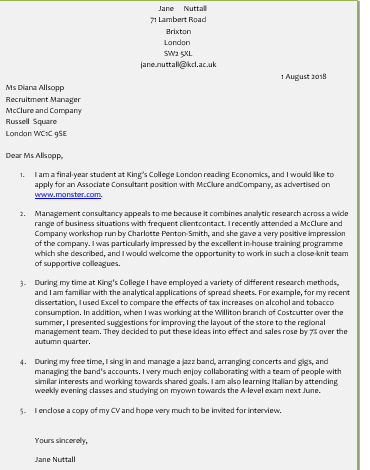 Jane Nuttall
71 Lambert Road
Brixton
London
SW2 5XL
jane.nuttall@kcl.ac.uk
1 August 2018
Ms Diana Allsopp
Recruitment Manager
McClure and Company
Russell Square
London WC1C 9SE
Dear Ms Allsopp,
1. I am a final-year student at King's College London reading Economics, and I would like to
apply for an Associate Consultant position with McClure andCompany, as advertised on
www.monster.com.
2. Management consultancy appeals to me because it combines analytic research across a wide
range of business situations with frequent clientcontact. I recently attended a McClure and
Company workshop run by Charlotte Penton-Smith, and she gave a very positive impression
of the company. I was particularly impressed by the excellent in-house training programme
which she described, and I would welcome the opportunity to work in such a close-knit team
of supportive colleagues.
3. During my time at King's College I have employed a variety of different research methods,
and I am familiar with the analytical applications of spread sheets. For example, for my recent
dissertation, I used Excel to compare the effects of tax increases on alcohol and tobacco
consumption. In addition, when I was working at the Williton branch of Costcutter over the
summer, I presented suggestions for improving the layout of the store to the regional
management team. They decided to put these ideas into effect and sales rose by 7% over the
autumn quarter.
4. During my free time, I sing in and manage a jazz band, arranging concerts and gigs, and
managing the band's accounts. I very much enjoy collaborating with a team of people with
similar interests and working towards shared goals. I am also learning Italian by attending
weekly evening classes and studying on myown towards the A-level exam next June.
5. I enclose a copy of my CV and hope very much to be invited for interview.
Yours sincerely,
Jane Nuttall